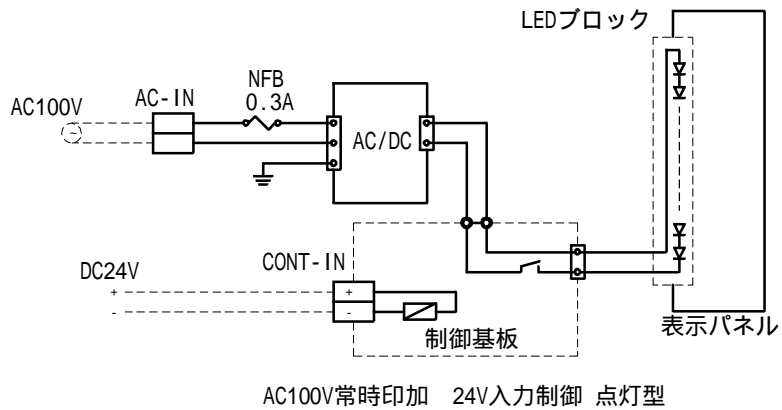 LEDブロック
NFB
0.3A
AC-IN
AC100V
~
AC/DC
CONT-IN
DC24V
+
-
+
-
制御基板
表示パネル
AC100V常時印加 24V入力制御 点灯型